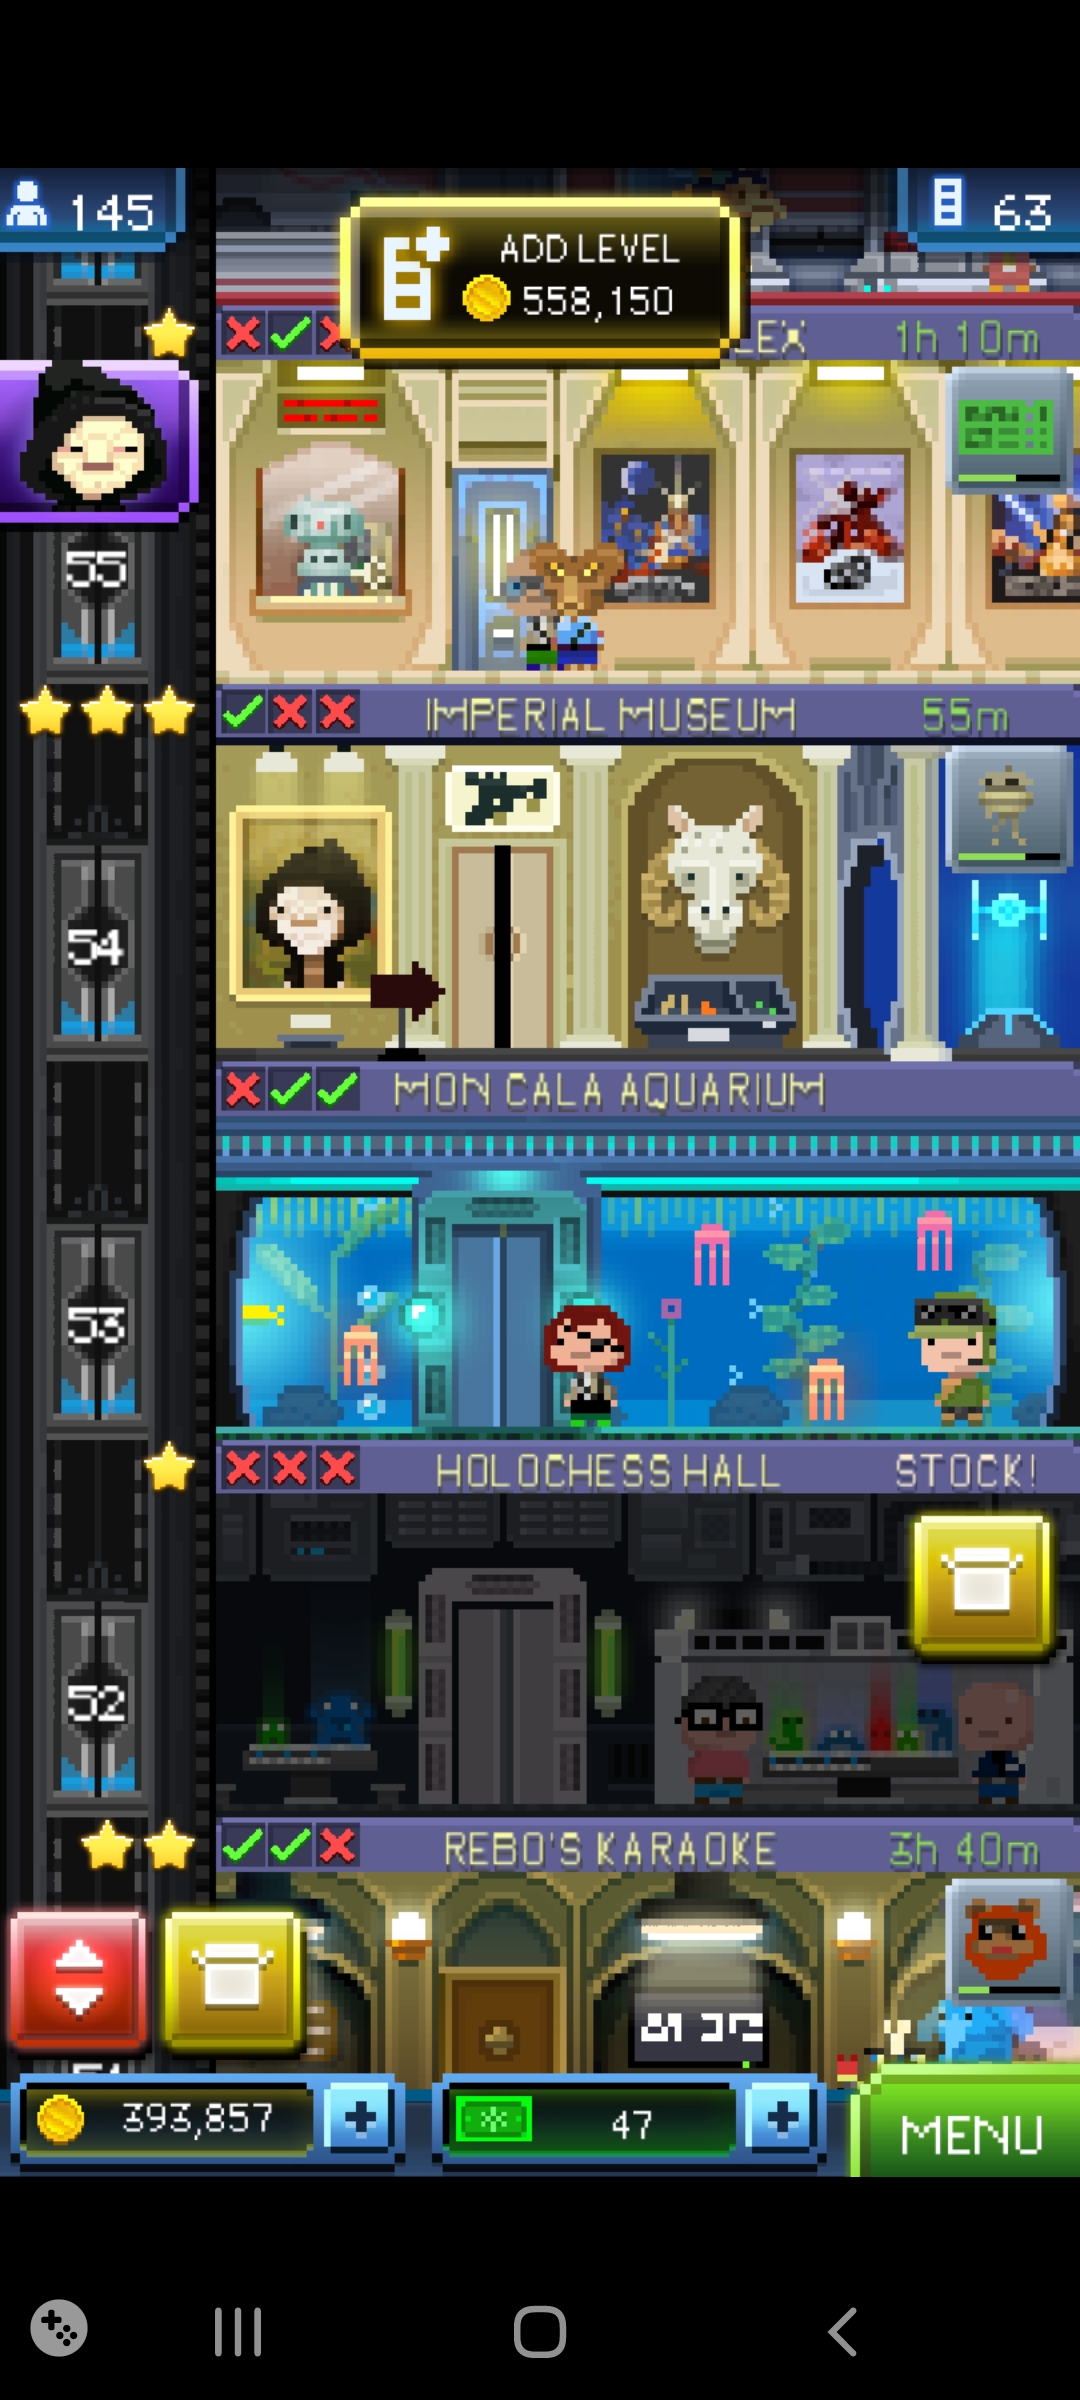 145
63
ADD LEVEL
558,150
LEX 1h 10m
55
IMPERIAL MUSEUM 55m
54
MON CALA AQUARIUM
53
HOLOCHESS HALL STOCK!
52
REBO'S KARAOKE 3h 40m
393,857
47
MENU